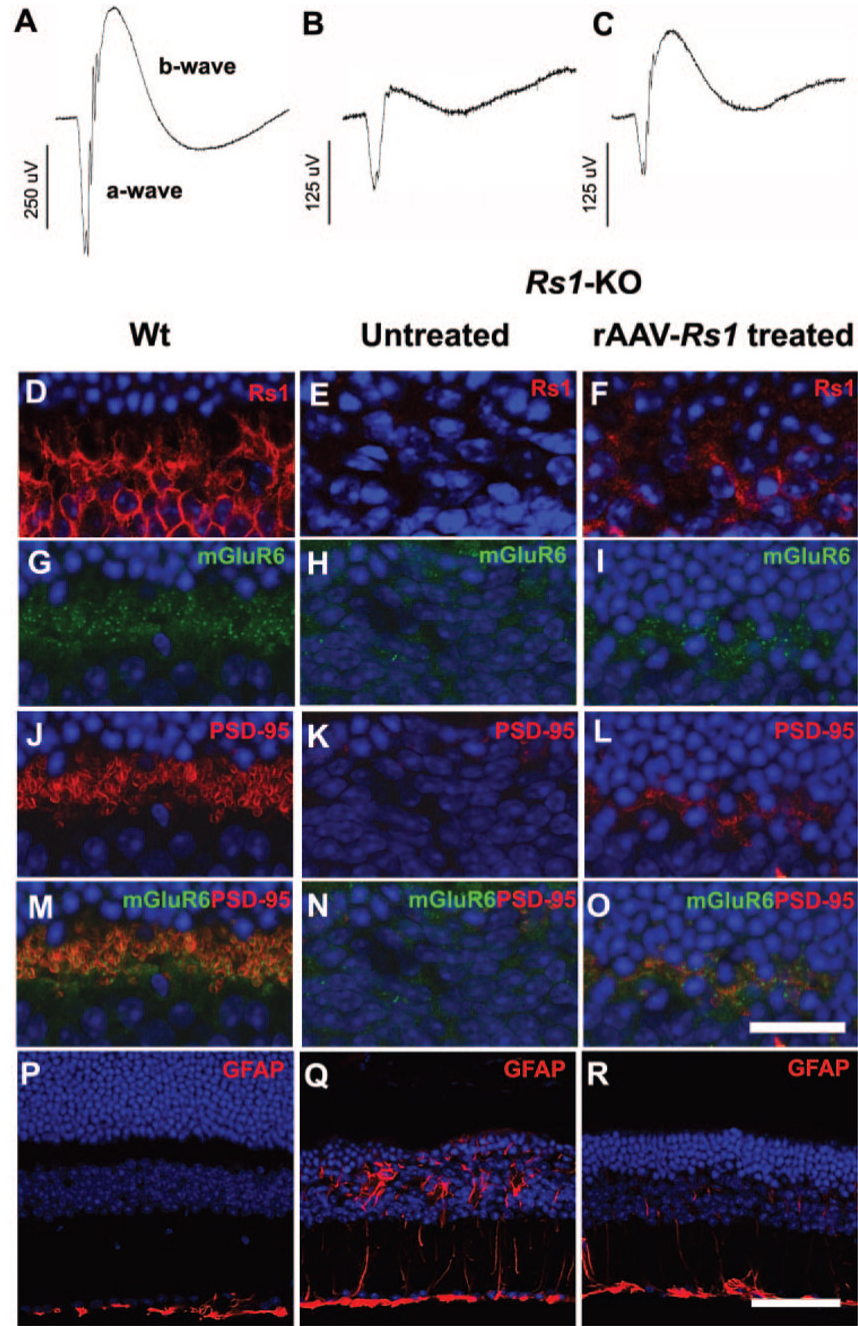 A B C
b-wave
a-wave
250 uV 125 uV 125 uV
Rs1-KO
Wt Untreated rAAV-Rs1 treated
D Rs1 E Rs1 F Rs1
G mGluR6 H mGluR6 I mGluR6
J PSD-95 K PSD-95 L PSD-95
M mGluR6PSD-95 N mGluR6PSD-95 O mGluR6PSD-95
P GFAP Q GFAP R GFAP